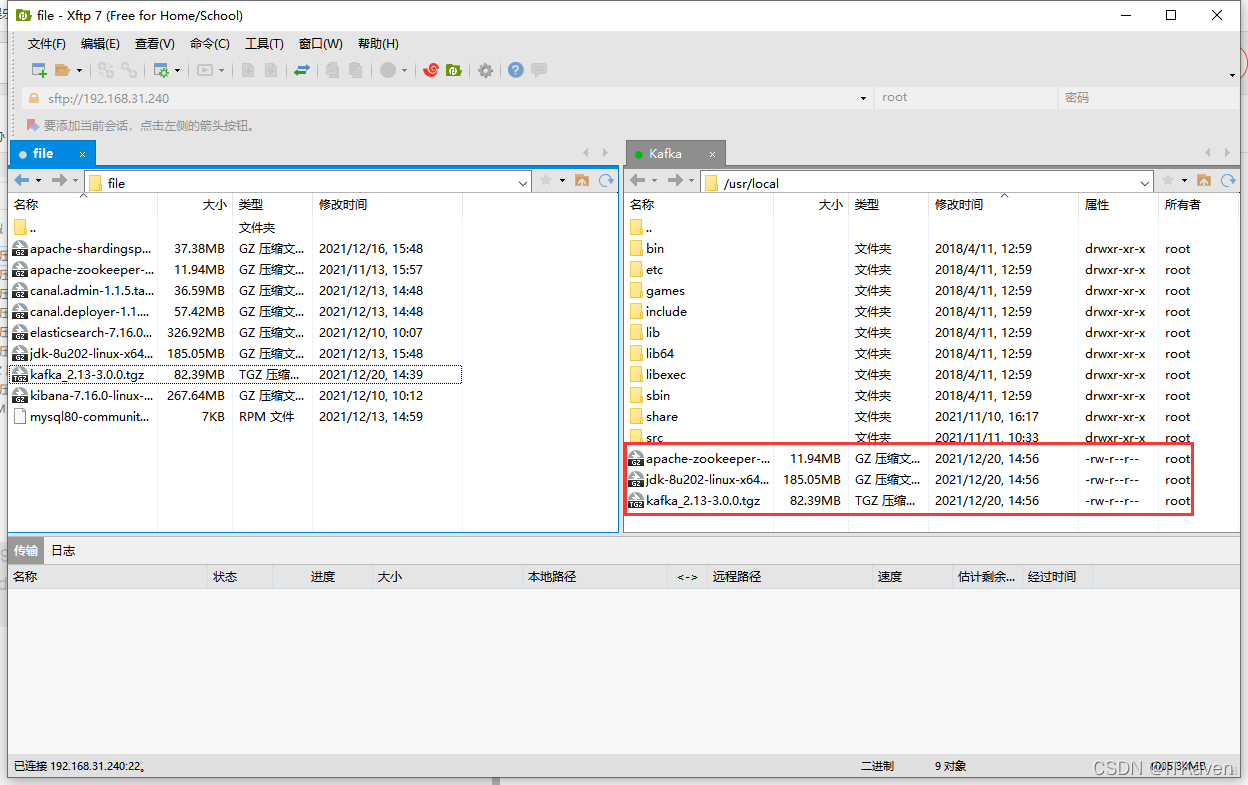 file - Xftp 7 (Free for Home/School)
文件(F) 编辑(E) 查看(V) 命令(C) 工具(T) 窗口(W) 帮助(H)
sftp://192.168.31.240 root 密码
要添加当前会话，点击左侧的箭头按钮。
file × Kafka ×
file /usr/local
名称 大小 类型 修改时间 名称 大小 类型 修改时间 属性 所有者
.. 文件夹 ..
apache-shardingsp... 37.38MB GZ 压缩文... 2021/12/16, 15:48 bin 文件夹 2018/4/11, 12:59 drwxr-xr-x root
apache-zookeeper-... 11.94MB GZ 压缩文... 2021/11/13, 15:57 etc 文件夹 2018/4/11, 12:59 drwxr-xr-x root
canal.admin-1.1.5.ta... 36.59MB GZ 压缩文... 2021/12/13, 14:48 games 文件夹 2018/4/11, 12:59 drwxr-xr-x root
canal.deployer-1.1.... 57.42MB GZ 压缩文... 2021/12/13, 14:48 include 文件夹 2018/4/11, 12:59 drwxr-xr-x root
elasticsearch-7.16.0... 326.92MB GZ 压缩文... 2021/12/10, 10:07 lib 文件夹 2018/4/11, 12:59 drwxr-xr-x root
jdk-8u202-linux-x64... 185.05MB GZ 压缩文... 2021/12/13, 15:48 lib64 文件夹 2018/4/11, 12:59 drwxr-xr-x root
kafka_2.13-3.0.0.tgz 82.39MB TGZ 压缩... 2021/12/20, 14:39 libexec 文件夹 2018/4/11, 12:59 drwxr-xr-x root
kibana-7.16.0-linux-... 267.64MB GZ 压缩文... 2021/12/10, 10:12 sbin 文件夹 2018/4/11, 12:59 drwxr-xr-x root
mysql80-communit... 7KB RPM 文件 2021/12/13, 14:59 share 文件夹 2021/11/10, 16:17 drwxr-xr-x root
src 文件夹 2021/11/11, 10:33 drwxr-xr-x root
apache-zookeeper-... 11.94MB GZ 压缩文... 2021/12/20, 14:56 -rw-r--r-- root
jdk-8u202-linux-x64... 185.05MB GZ 压缩文... 2021/12/20, 14:56 -rw-r--r-- root
kafka_2.13-3.0.0.tgz 82.39MB TGZ 压缩... 2021/12/20, 14:56 -rw-r--r-- root
传输 日志
名称 状态 进度 大小 本地路径 <-> 远程路径 速度 估计剩余... 经过时间
已连接 192.168.31.240:22。 二进制 9 对象
CSDN